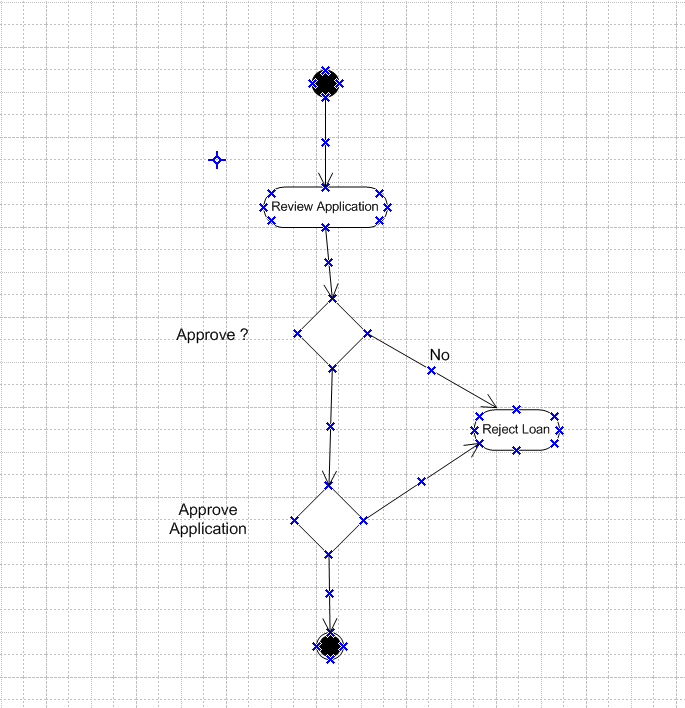 Review Application
Approve ?
No
Reject Loan
Approve
Application